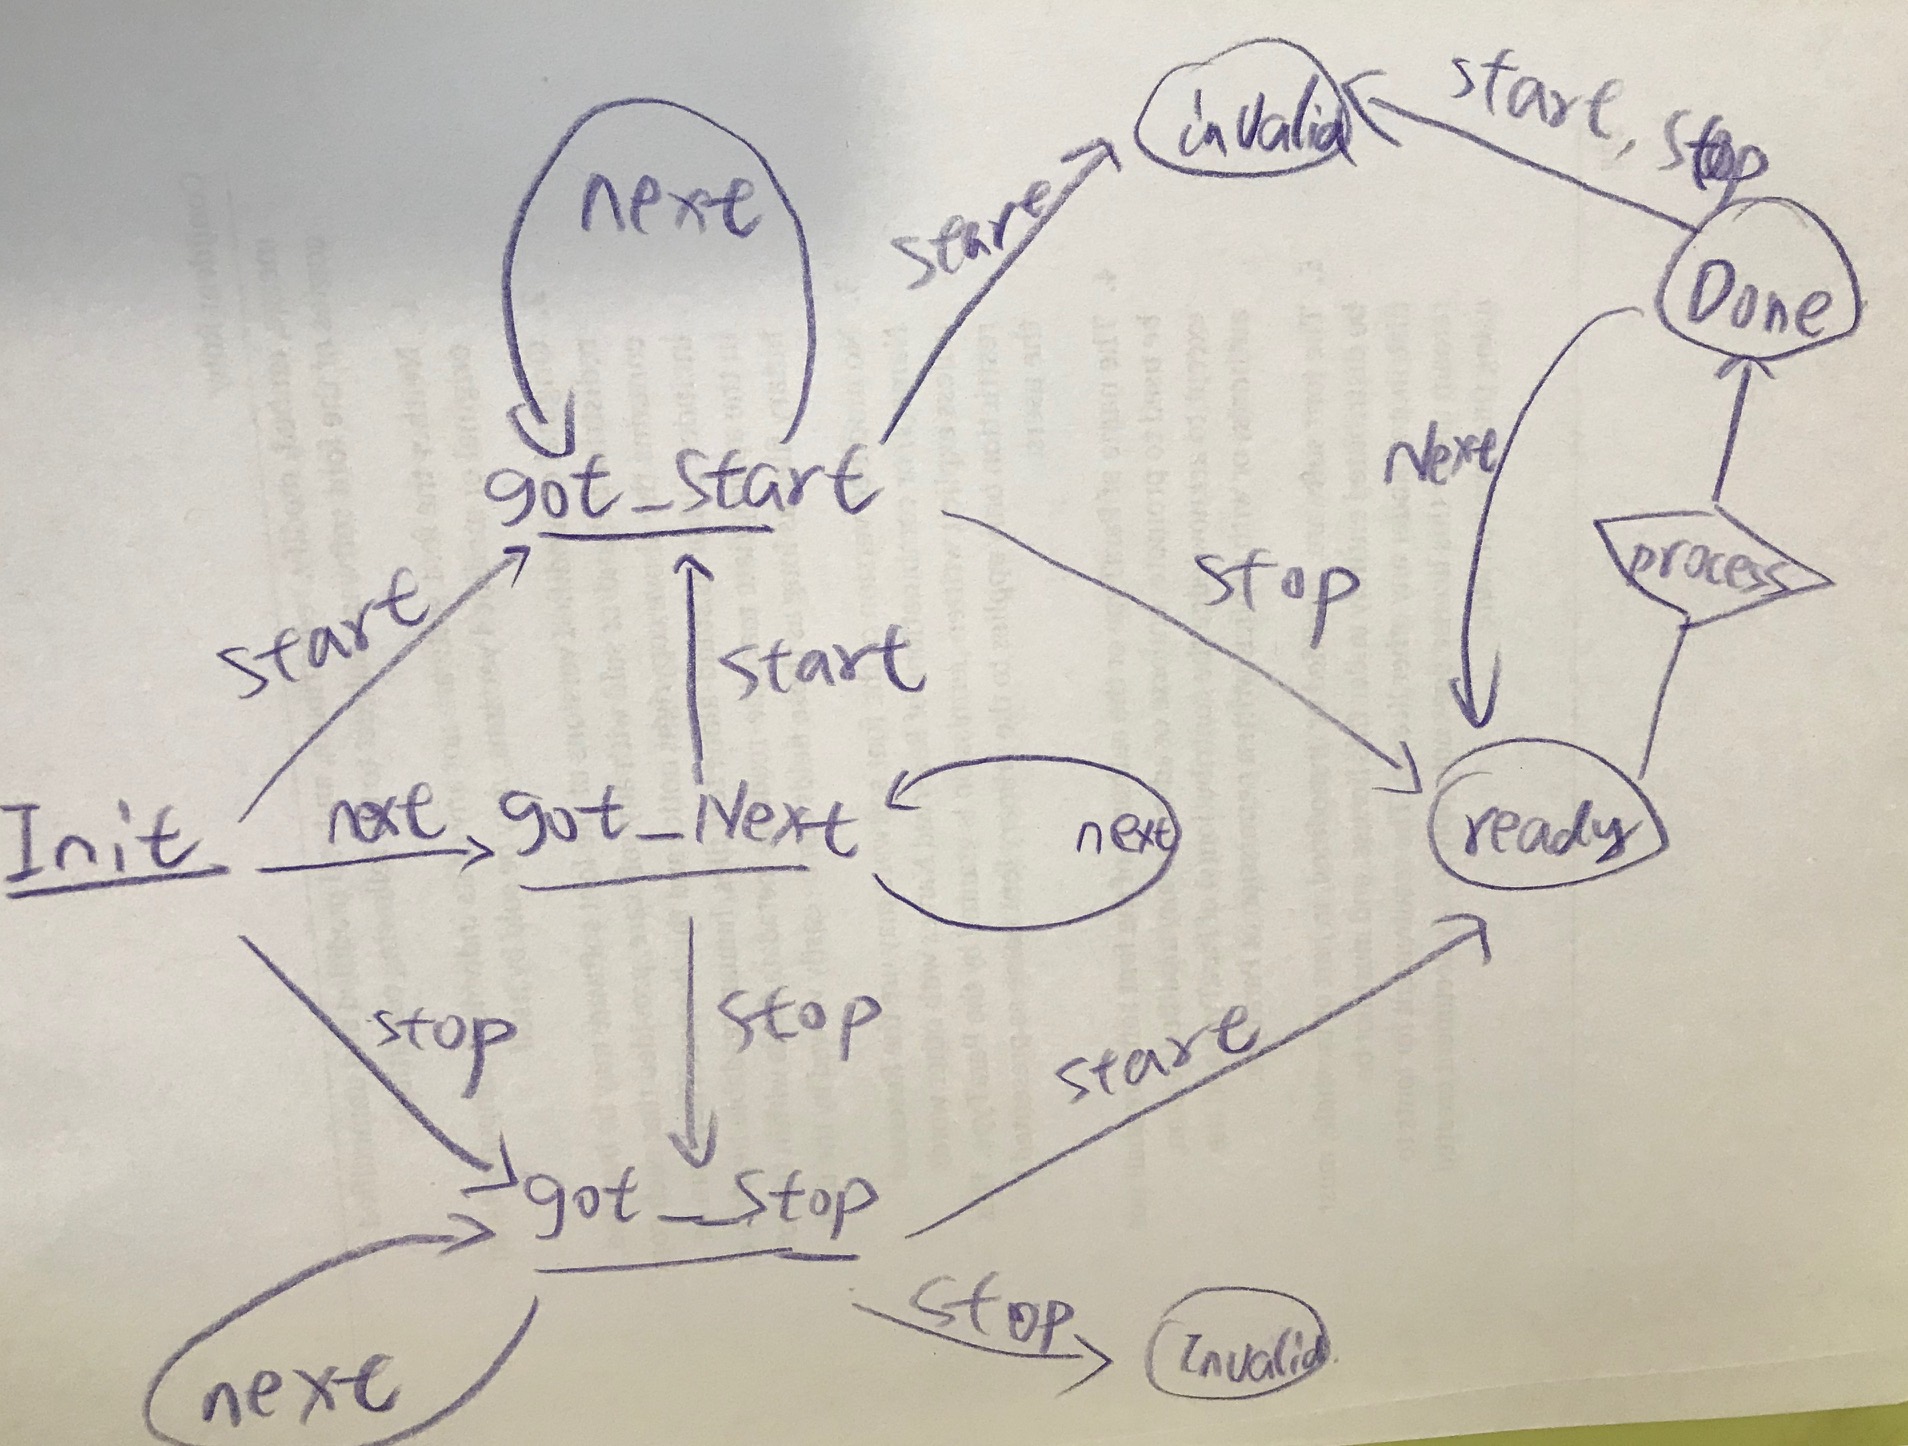 invalid
start, stop
next
start
Done
got_start
Next
process
stop
start
start
Init
next
got_Next
next
ready
stop
stop
start
got_stop
stop
next
Invalid